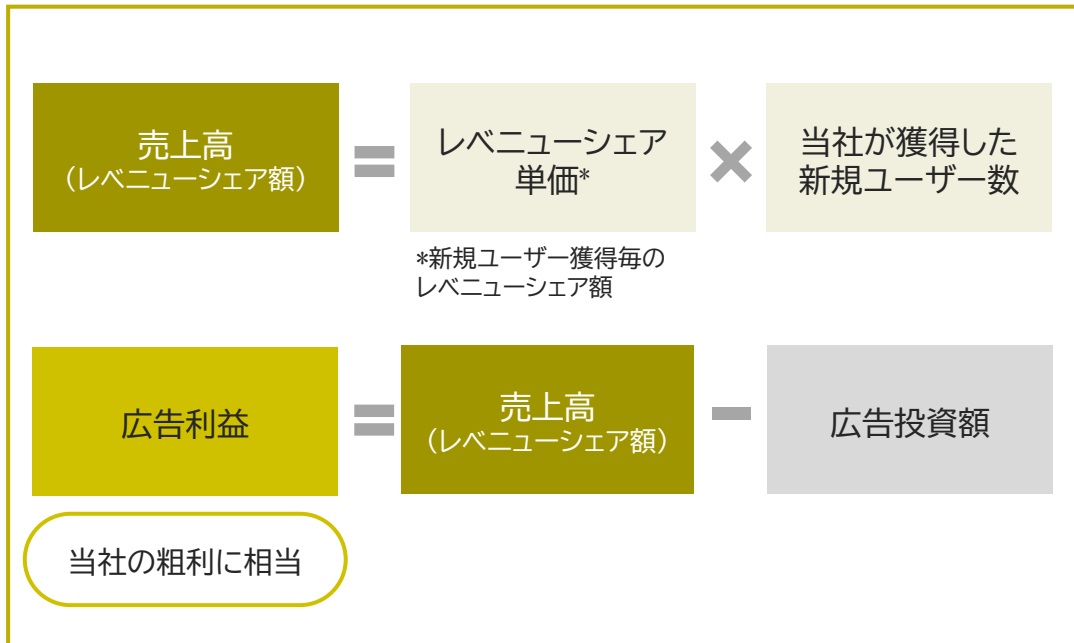 売上高
（レベニューシェア額）
=
レベニューシェア
単価*
×
当社が獲得した
新規ユーザー数
*新規ユーザー獲得毎の
レベニューシェア額
広告利益
=
売上高
（レベニューシェア額）
－
広告投資額
当社の粗利に相当